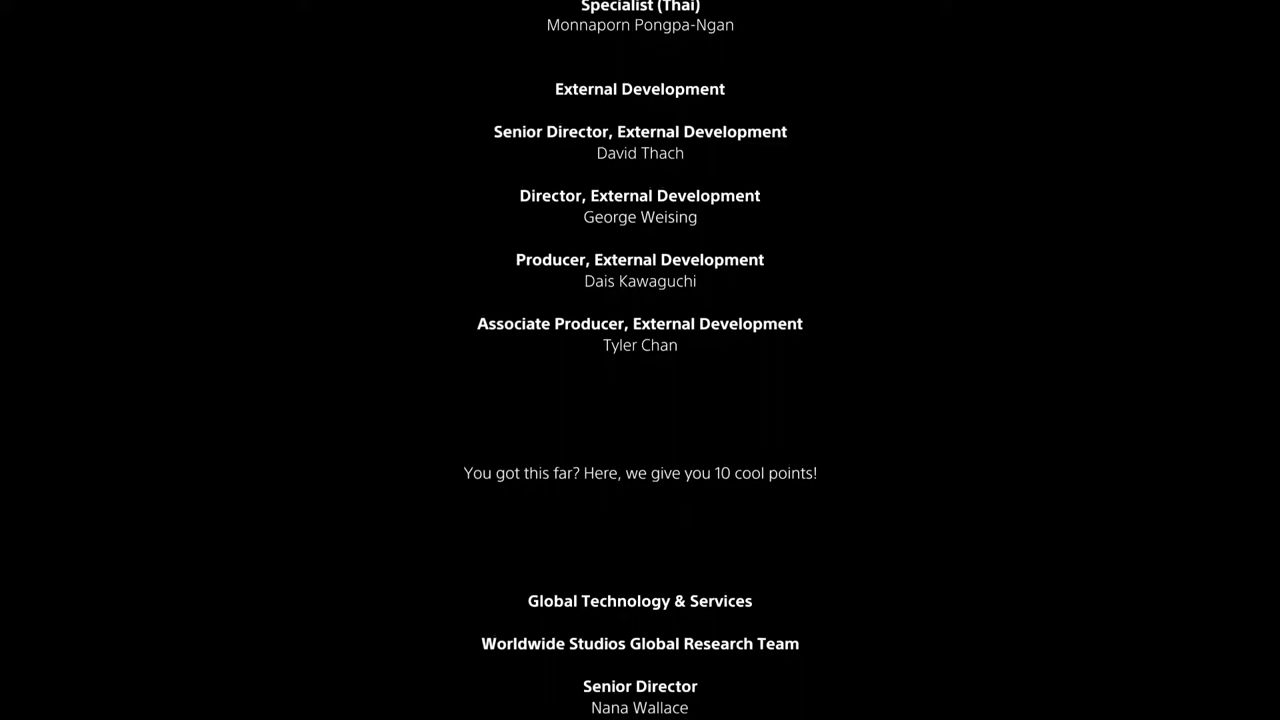 Specialist (Thai)
Monnaporn Pongpa-Ngan
External Development
Senior Director, External Development
David Thach
Director, External Development
George Weising
Producer, External Development
Dais Kawaguchi
Associate Producer, External Development
Tyler Chan
You got this far? Here, we give you 10 cool points!
Global Technology & Services
Worldwide Studios Global Research Team
Senior Director
Nana Wallace